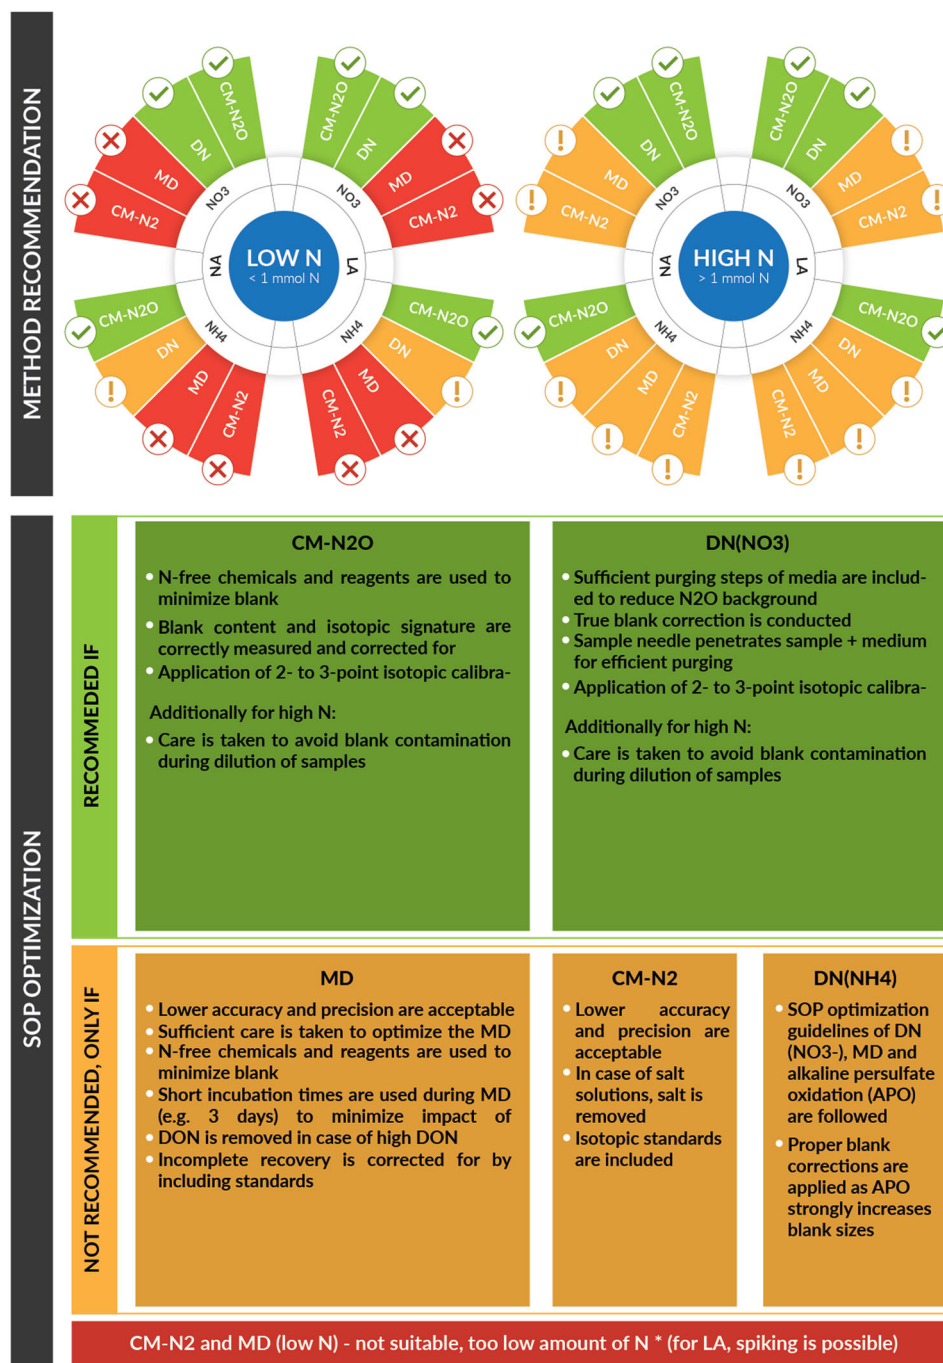 METHOD RECOMMENDATION
CM-N2O
DN
MD
CM-N2
NO3
CM-N2O
DN
MD
CM-N2
NO3
NA
LOW N
< 1 mmol N
LA
NH4
CM-N2O
DN
MD
CM-N2
NH4
CM-N2O
DN
MD
CM-N2
CM-N2O
DN
MD
CM-N2
NO3
CM-N2O
DN
MD
CM-N2
NO3
NA
HIGH N
> 1 mmol N
LA
NH4
CM-N2O
DN
MD
CM-N2
NH4
CM-N2O
DN
MD
CM-N2
SOP OPTIMIZATION
RECOMMEDED IF
CM-N2O
• N-free chemicals and reagents are used to
minimize blank
• Blank content and isotopic signature are
correctly measured and corrected for
• Application of 2- to 3-point isotopic calibra-
Additionally for high N:
• Care is taken to avoid blank contamination
during dilution of samples
DN(NO3)
• Sufficient purging steps of media are includ-
ed to reduce N2O background
• True blank correction is conducted
• Sample needle penetrates sample + medium
for efficient purging
• Application of 2- to 3-point isotopic calibra-
Additionally for high N:
• Care is taken to avoid blank contamination
during dilution of samples
NOT RECOMMENDED, ONLY IF
MD
• Lower accuracy and precision are acceptable
• Sufficient care is taken to optimize the MD
• N-free chemicals and reagents are used to
minimize blank
• Short incubation times are used during MD
(e.g. 3 days) to minimize impact of
• DON is removed in case of high DON
• Incomplete recovery is corrected for by
including standards
CM-N2
• Lower accuracy
and precision are
acceptable
• In case of salt
solutions, salt is
removed
• Isotopic standards
are included
DN(NH4)
• SOP optimization
guidelines of DN
(NO3-), MD and
alkaline persulfate
oxidation (APO)
are followed
• Proper blank
corrections are
applied as APO
strongly increases
blank sizes
CM-N2 and MD (low N) - not suitable, too low amount of N * (for LA, spiking is possible)